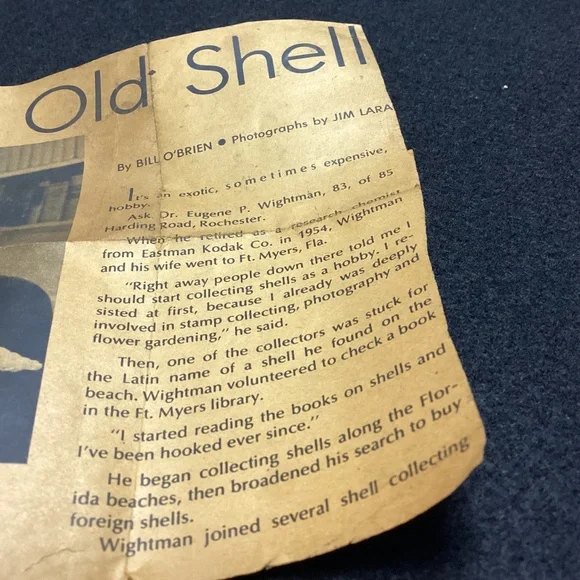 Old Shell
By BILL O'BRIEN ● Photographs by JIM LARA
It's an exotic, sometimes expensive,
hobby.
Ask Dr. Eugene P. Wightman, 83, of 85
Harding Road, Rochester.
When he retired as a research chemist
from Eastman Kodak Co. in 1954, Wightman
and his wife went to Ft. Myers, Fla.
"Right away people down there told me I
should start collecting shells as a hobby. I re-
sisted at first, because I already was deeply
involved in stamp collecting, photography and
flower gardening," he said.
Then, one of the collectors was stuck for
the Latin name of a shell he found on the
beach. Wightman volunteered to check a book
in the Ft. Myers library.
"I started reading the books on shells and
I've been hooked ever since."
He began collecting shells along the Flor-
ida beaches, then broadened his search to buy
foreign shells.
Wightman joined several shell collecting